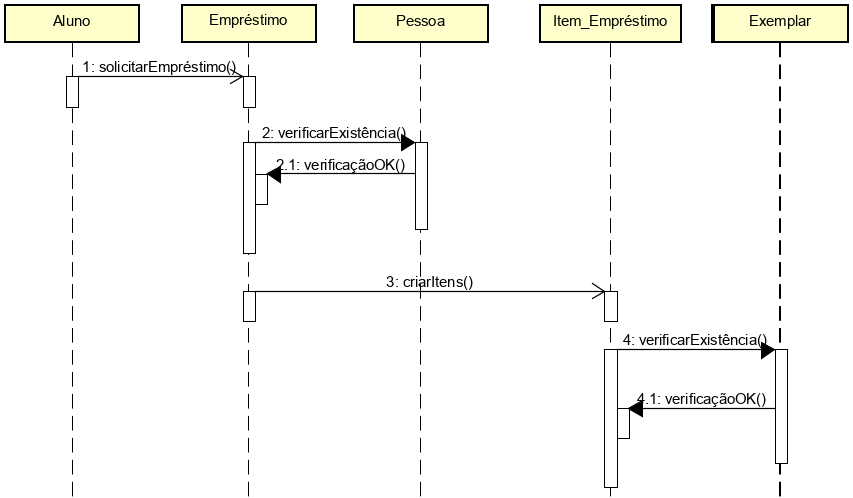 Aluno
Empréstimo
Pessoa
Item_Empréstimo
Exemplar
1: solicitarEmpréstimo()
2: verificarExistência()
2.1: verificaçãoOK()
3: criarItens()
4: verificarExistência()
4.1: verificaçãoOK()